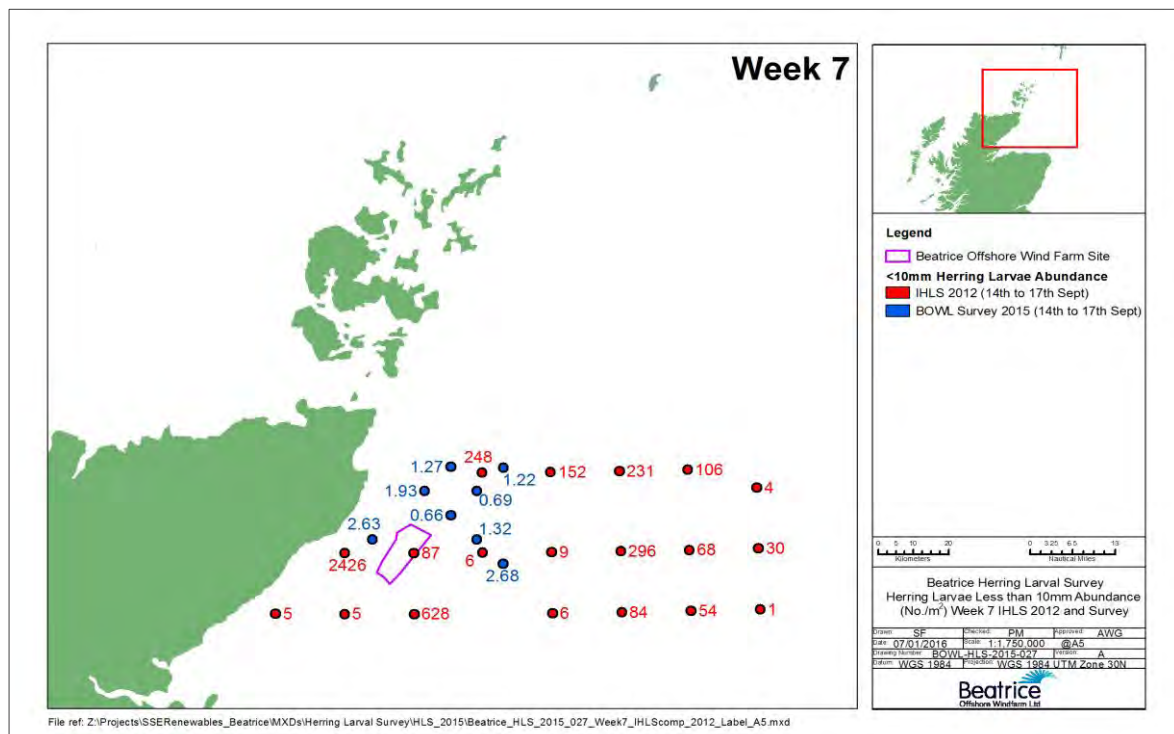 Week 7
248
1.27
1.22
152
231
106
4
1.93
0.69
0.66
2.63
1.32
2426
87
6
2.68
9
296
68
30
5
5
628
6
84
54
1
Legend
Beatrice Offshore Wind Farm Site
<10mm Herring Larvae Abundance
IHLS 2012 (14th to 17th Sept)
BOWL Survey 2015 (14th to 17th Sept)
0 5 10 20
Kilometers
0 3.25 6.5 13
Nautical Miles
Beatrice Herring Larval Survey
Herring Larvae Less than 10mm Abundance
(No./m²) Week 7 IHLS 2012 and Survey
Drawn: SF Checked: PM Approved: AWG
Date: 07/01/2016 Scale: 1:1,750,000 @A5
Drawing Number: BOWL-HLS-2015-027 Version: A
Datum: WGS 1984 Projection: WGS 1984 UTM Zone 30N
Beatrice
Offshore Windfarm Ltd
File ref: Z:\Projects\SSERenewables_Beatrice\MXDs\Herring Larval Survey\HLS_2015\Beatrice_HLS_2015_027_Week7_IHLScomp_2012_Label_A5.mxd